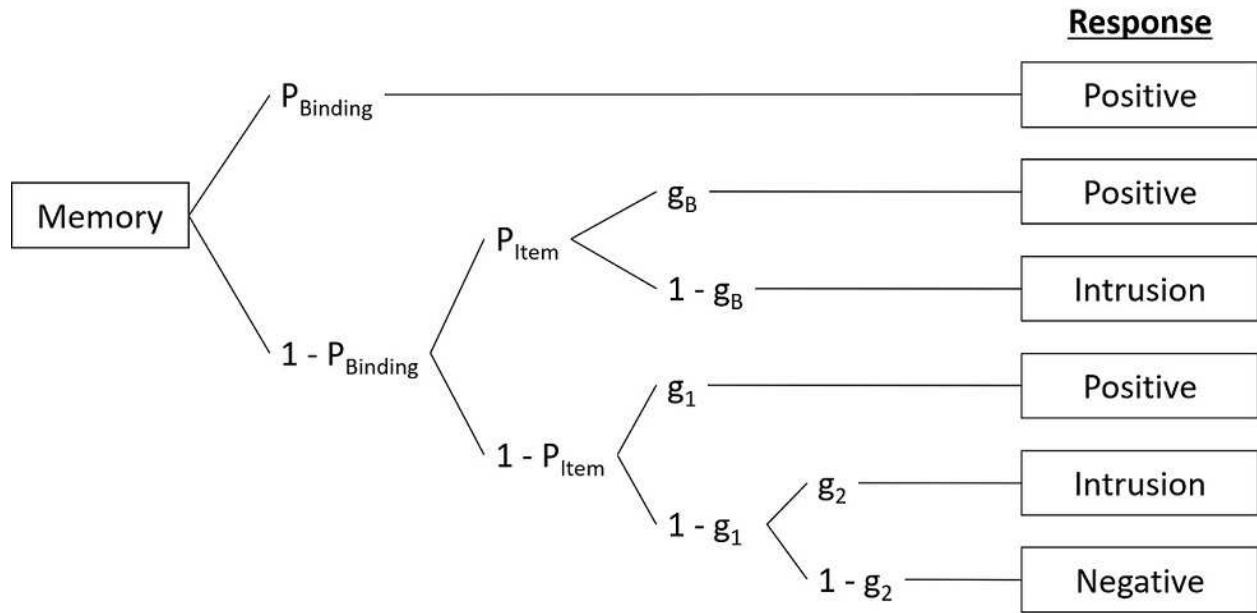 Response
P_Binding
Positive
Memory
g_B
Positive
P_Item
1 - g_B
Intrusion
1 - P_Binding
g_1
Positive
1 - P_Item
g_2
Intrusion
1 - g_1
1 - g_2
Negative